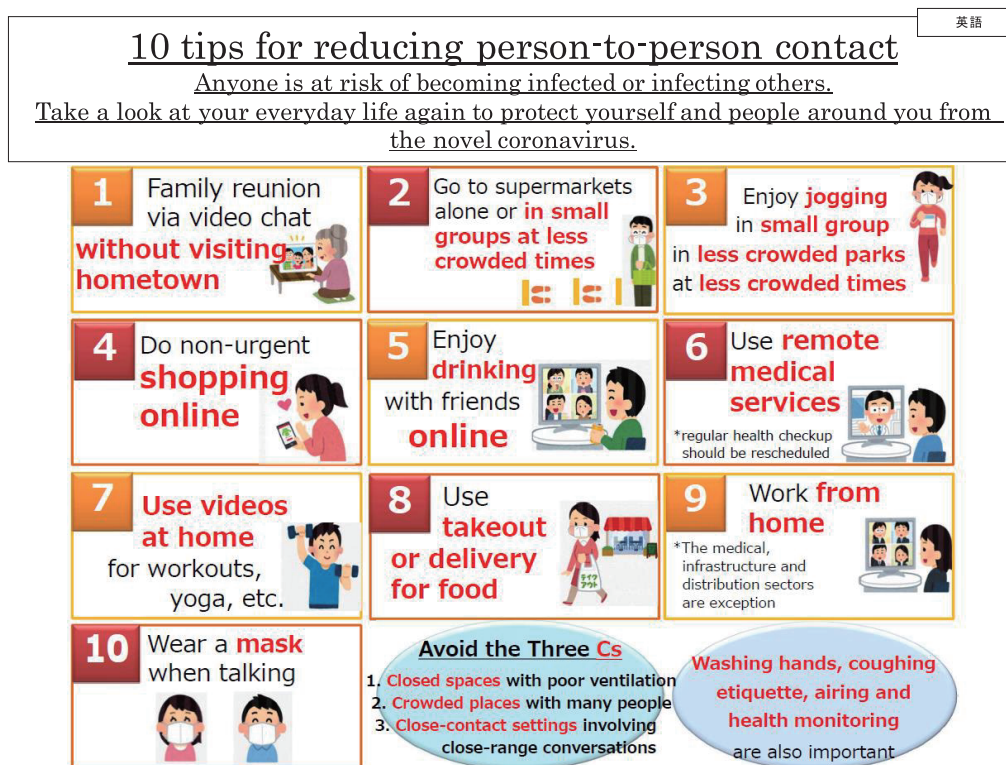 英語
10 tips for reducing person-to-person contact
Anyone is at risk of becoming infected or infecting others.
Take a look at your everyday life again to protect yourself and people around you from
the novel coronavirus.
1
Family reunion
via video chat
without visiting
hometown
2
Go to supermarkets
alone or in small
groups at less
crowded times
3
Enjoy jogging
in small group
in less crowded parks
at less crowded times
4
Do non-urgent
shopping
online
5
Enjoy
drinking
with friends
online
6
Use remote
medical
services
*regular health checkup
should be rescheduled
7
Use videos
at home
for workouts,
yoga, etc.
8
Use
takeout
or delivery
for food
テイク
アウト
9
Work from
home
*The medical,
infrastructure and
distribution sectors
are exception
10
Wear a mask
when talking
Avoid the Three Cs
1. Closed spaces with poor ventilation
2. Crowded places with many people
3. Close-contact settings involving
close-range conversations
Washing hands, coughing
etiquette, airing and
health monitoring
are also important